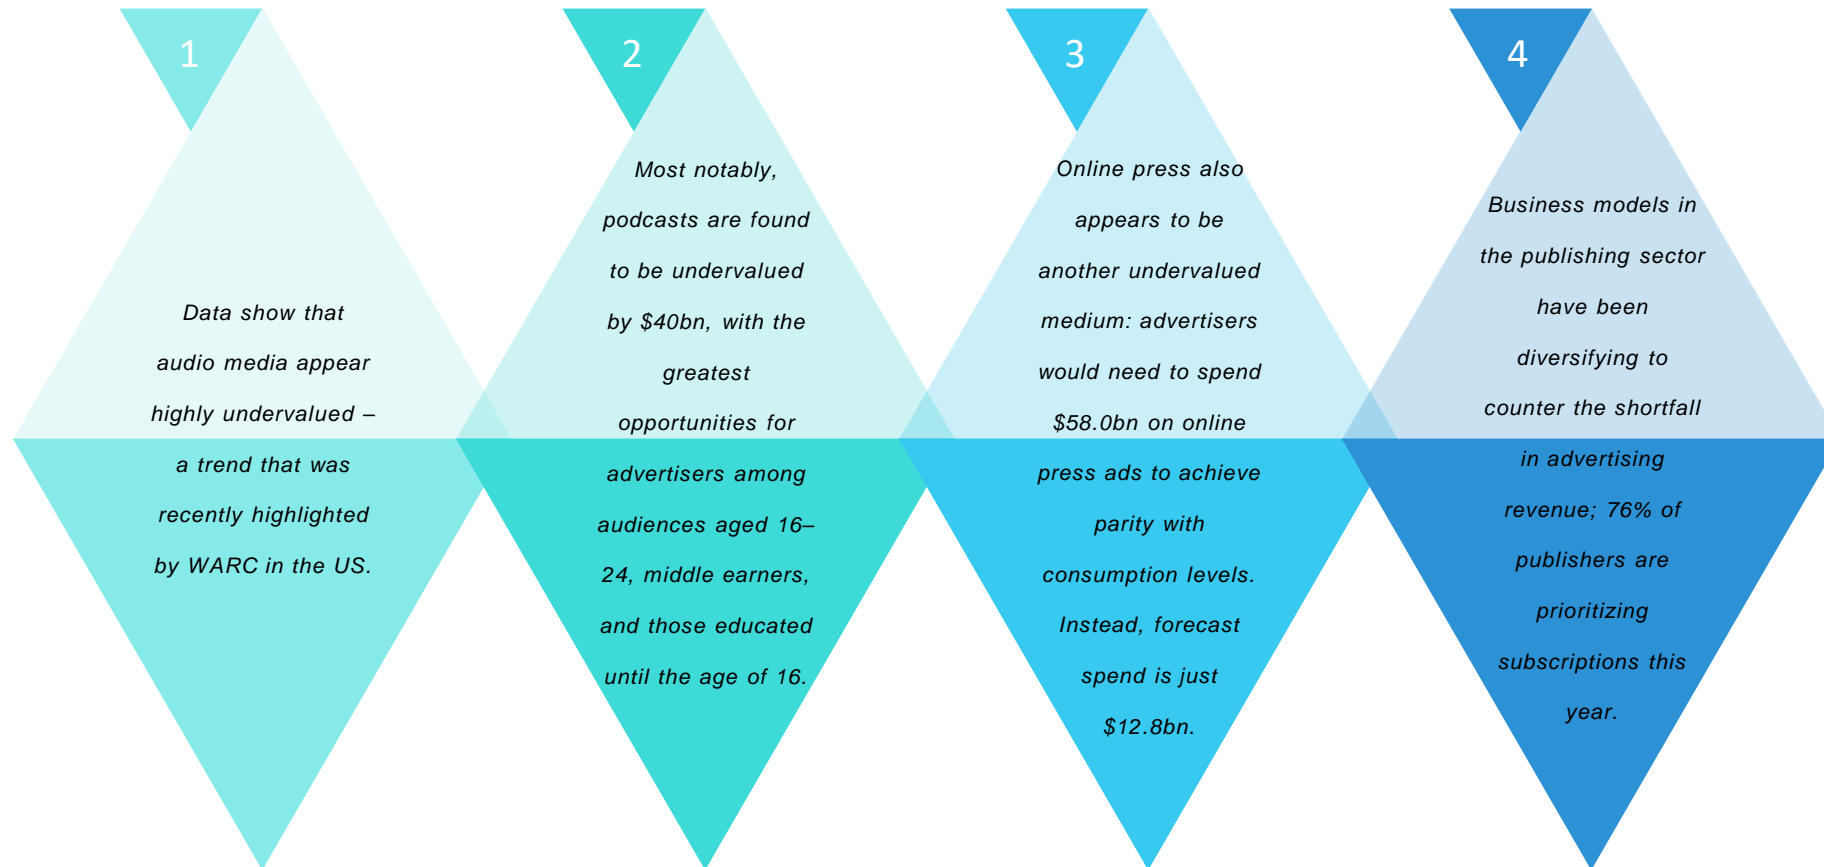 1
Data show that
audio media appear
highly undervalued –
a trend that was
recently highlighted
by WARC in the US.
2
Most notably,
podcasts are found
to be undervalued
by $40bn, with the
greatest
opportunities for
advertisers among
audiences aged 16–
24, middle earners,
and those educated
until the age of 16.
3
Online press also
appears to be
another undervalued
medium: advertisers
would need to spend
$58.0bn on online
press ads to achieve
parity with
consumption levels.
Instead, forecast
spend is just
$12.8bn.
4
Business models in
the publishing sector
have been
diversifying to
counter the shortfall
in advertising
revenue; 76% of
publishers are
prioritizing
subscriptions this
year.